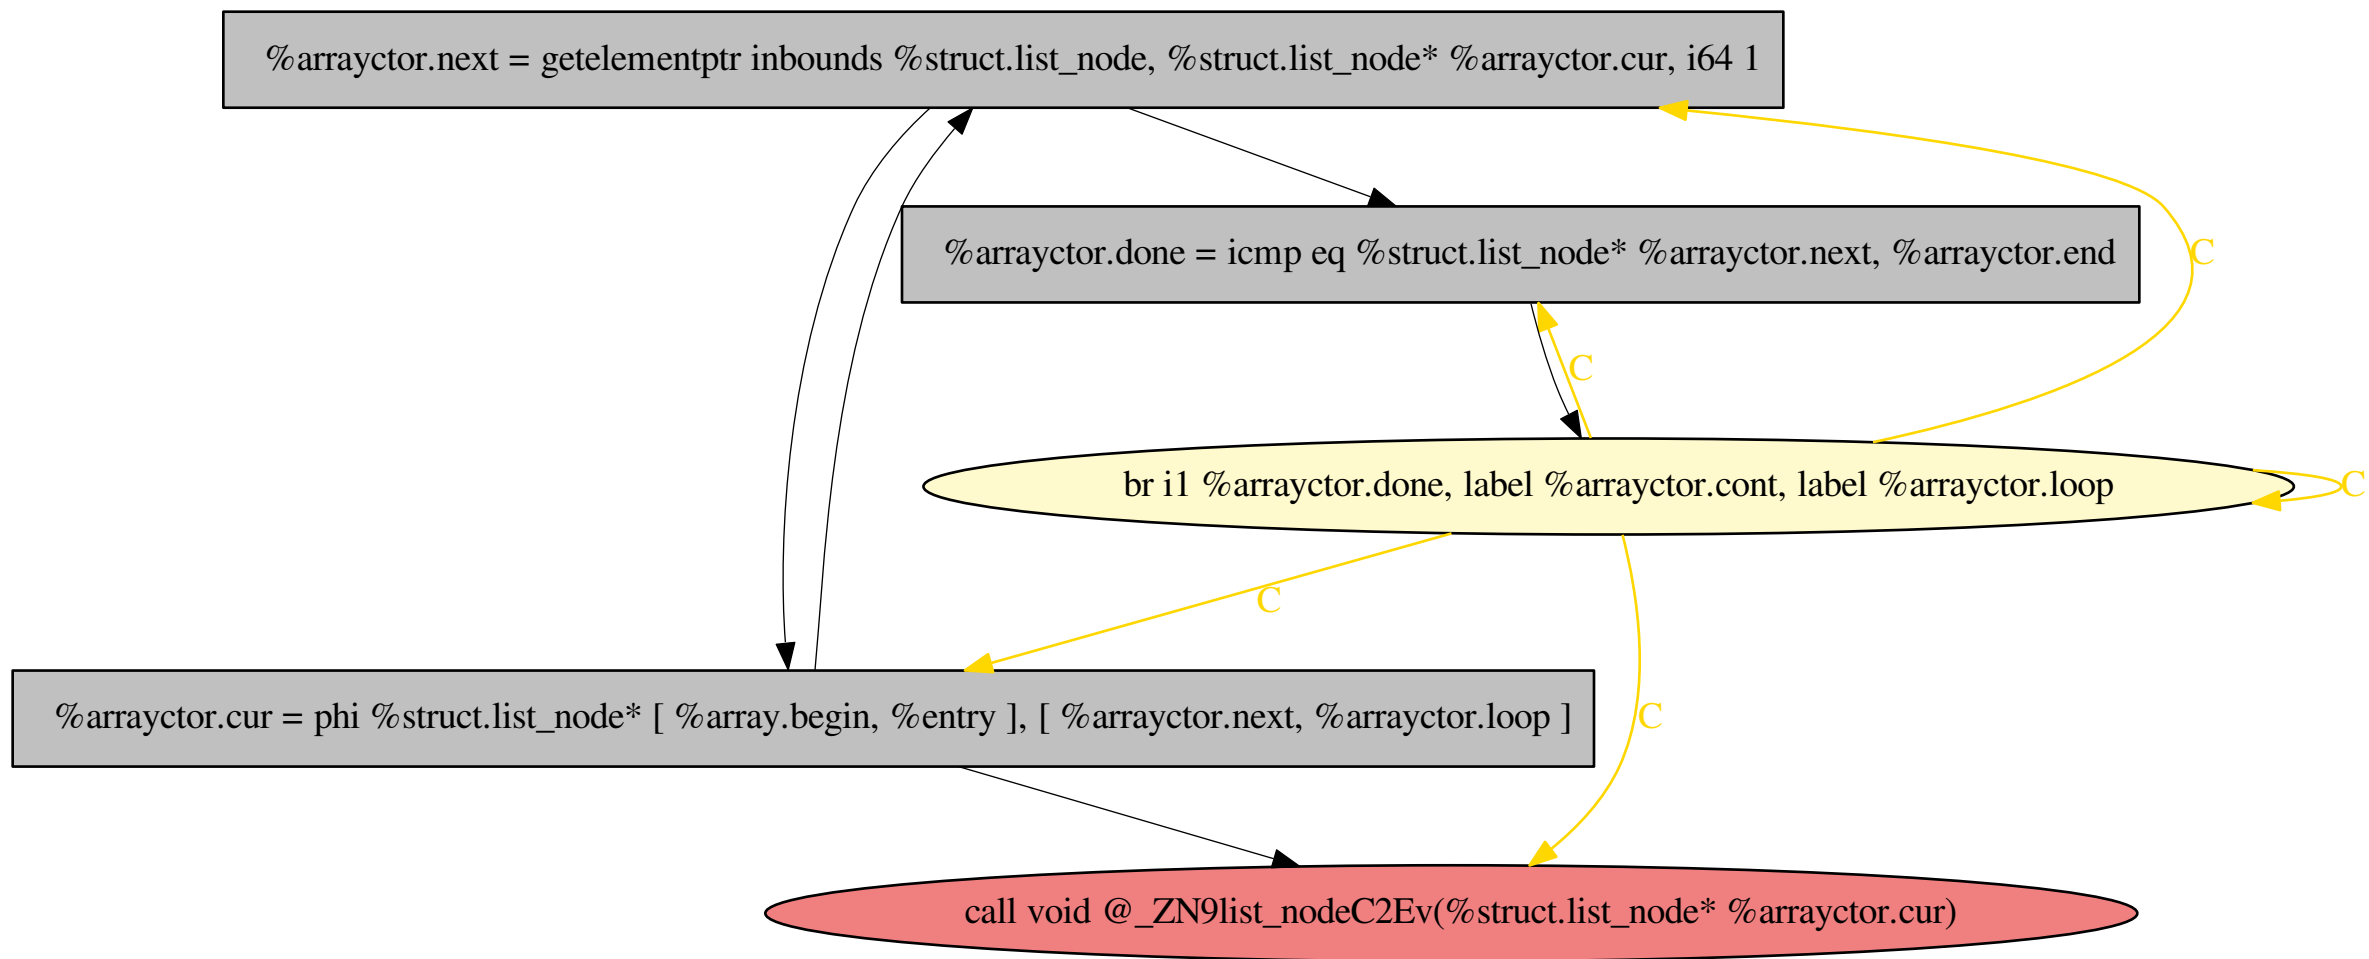 %arrayctor.next = getelementptr inbounds %struct.list_node, %struct.list_node* %arrayctor.cur, i64 1
%arrayctor.done = icmp eq %struct.list_node* %arrayctor.next, %arrayctor.end
C
C
br i1 %arrayctor.done, label %arrayctor.cont, label %arrayctor.loop
C
C
%arrayctor.cur = phi %struct.list_node* [ %array.begin, %entry ], [ %arrayctor.next, %arrayctor.loop ]
C
call void @_ZN9list_nodeC2Ev(%struct.list_node* %arrayctor.cur)